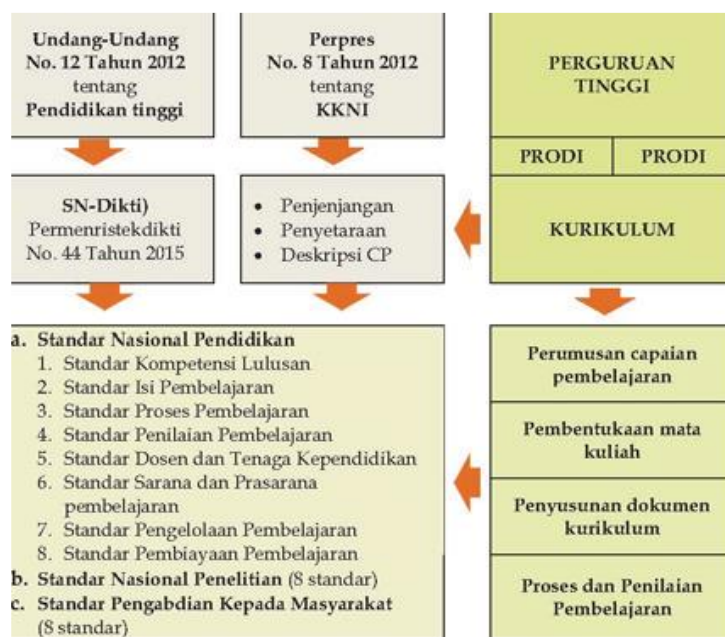 Undang-Undang
No. 12 Tahun 2012
tentang
Pendidikan tinggi
Perpres
No. 8 Tahun 2012
tentang
KKNI
PERGURUAN
TINGGI
PRODI
PRODI
SN-Dikti)
Permenristekdikti
No. 44 Tahun 2015
• Penjenjangan
• Penyetaraan
• Deskripsi CP
KURIKULUM
a. Standar Nasional Pendidikan
1. Standar Kompetensi Lulusan
2. Standar Isi Pembelajaran
3. Standar Proses Pembelajaran
4. Standar Penilaian Pembelajaran
5. Standar Dosen dan Tenaga Kependidikan
6. Standar Sarana dan Prasarana
pembelajaran
7. Standar Pengelolaan Pembelajaran
8. Standar Pembiayaan Pembelajaran
b. Standar Nasional Penelitian (8 standar)
c. Standar Pengabdian Kepada Masyarakat
(8 standar)
Perumusan capaian
pembelajaran
Pembentukaan mata
kuliah
Penyusunan dokumen
kurikulum
Proses dan Penilaian
Pembelajaran